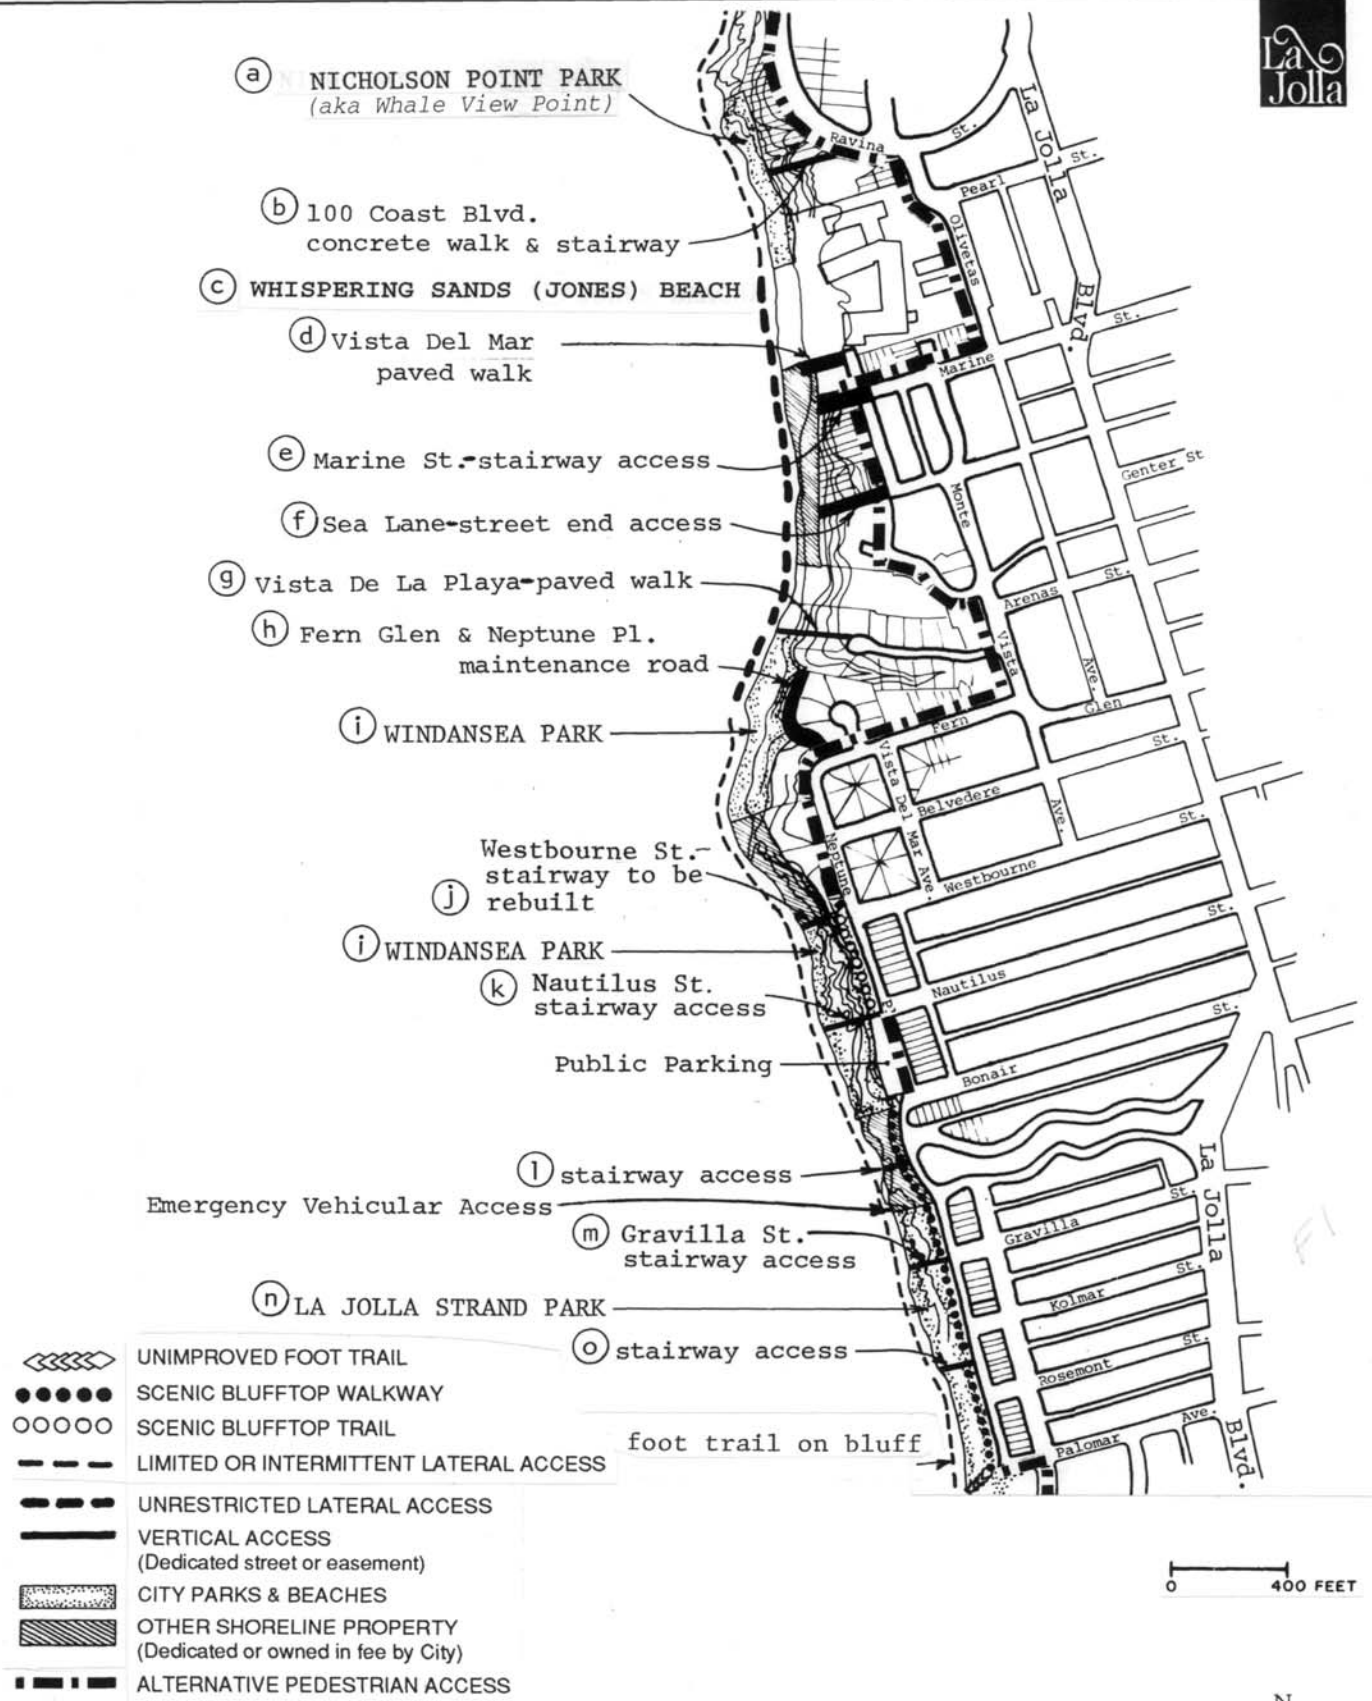 La
Jolla
a NICHOLSON POINT PARK
(aka Whale View Point)
b 100 Coast Blvd.
concrete walk & stairway
c WHISPERING SANDS (JONES) BEACH
d Vista Del Mar
paved walk
e Marine St.-stairway access
f Sea Lane-street end access
g Vista De La Playa-paved walk
h Fern Glen & Neptune Pl.
maintenance road
i WINDANSEA PARK
Westbourne St.-
stairway to be
j rebuilt
i WINDANSEA PARK
k Nautilus St.
stairway access
Public Parking
l stairway access
Emergency Vehicular Access
m Gravilla St.
stairway access
n LA JOLLA STRAND PARK
o stairway access
foot trail on bluff
Ravina St.
La Jolla Blvd.
Pearl St.
Olivetas
Marine St.
Genter St
Monte
Vista
Arenas St.
Ave.
Fern Glen
Vista Del Mar Ave.
Belvedere St.
Ave.
Neptune Pl
Westbourne St.
Nautilus St.
Bonair St.
La Jolla Blvd.
Gravilla St.
Kolmar St.
Rosemont St.
Palomar Ave.
F1
UNIMPROVED FOOT TRAIL
SCENIC BLUFFTOP WALKWAY
SCENIC BLUFFTOP TRAIL
LIMITED OR INTERMITTENT LATERAL ACCESS
UNRESTRICTED LATERAL ACCESS
VERTICAL ACCESS
(Dedicated street or easement)
CITY PARKS & BEACHES
OTHER SHORELINE PROPERTY
(Dedicated or owned in fee by City)
ALTERNATIVE PEDESTRIAN ACCESS
0 400 FEET
N